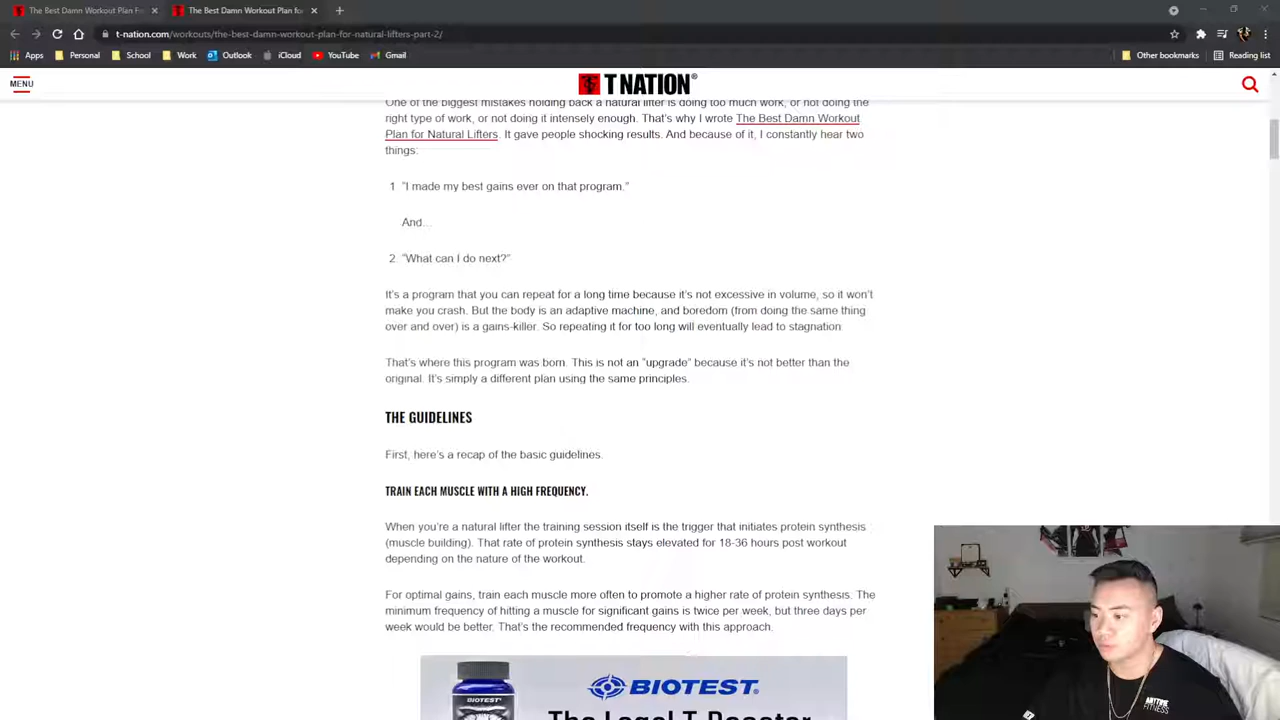 The Best Damn Workout Plan Fo
The Best Damn Workout Plan for
t-nation.com/workouts/the-best-damn-workout-plan-for-natural-lifters-part-2/
Apps Personal School Work Outlook iCloud YouTube Gmail Other bookmarks Reading list
MENU
T NATION®
One of the biggest mistakes holding back a natural lifter is doing too much work, or not doing the
right type of work, or not doing it intensely enough. That's why I wrote The Best Damn Workout
Plan for Natural Lifters. It gave people shocking results. And because of it, I constantly hear two
things:
1 “I made my best gains ever on that program.”
And…
2. “What can I do next?”
It's a program that you can repeat for a long time because it's not excessive in volume, so it won't
make you crash. But the body is an adaptive machine, and boredom (from doing the same thing
over and over) is a gains-killer. So repeating it for too long will eventually lead to stagnation.
That's where this program was born. This is not an “upgrade” because it's not better than the
original. It's simply a different plan using the same principles.
THE GUIDELINES
First, here's a recap of the basic guidelines.
TRAIN EACH MUSCLE WITH A HIGH FREQUENCY.
When you're a natural lifter the training session itself is the trigger that initiates protein synthesis
(muscle building). That rate of protein synthesis stays elevated for 18-36 hours post workout
depending on the nature of the workout.
For optimal gains, train each muscle more often to promote a higher rate of protein synthesis. The
minimum frequency of hitting a muscle for significant gains is twice per week, but three days per
week would be better. That's the recommended frequency with this approach.
BIOTEST
BIOTEST®
The Legal T-Booster
ANYTIME
FITNESS